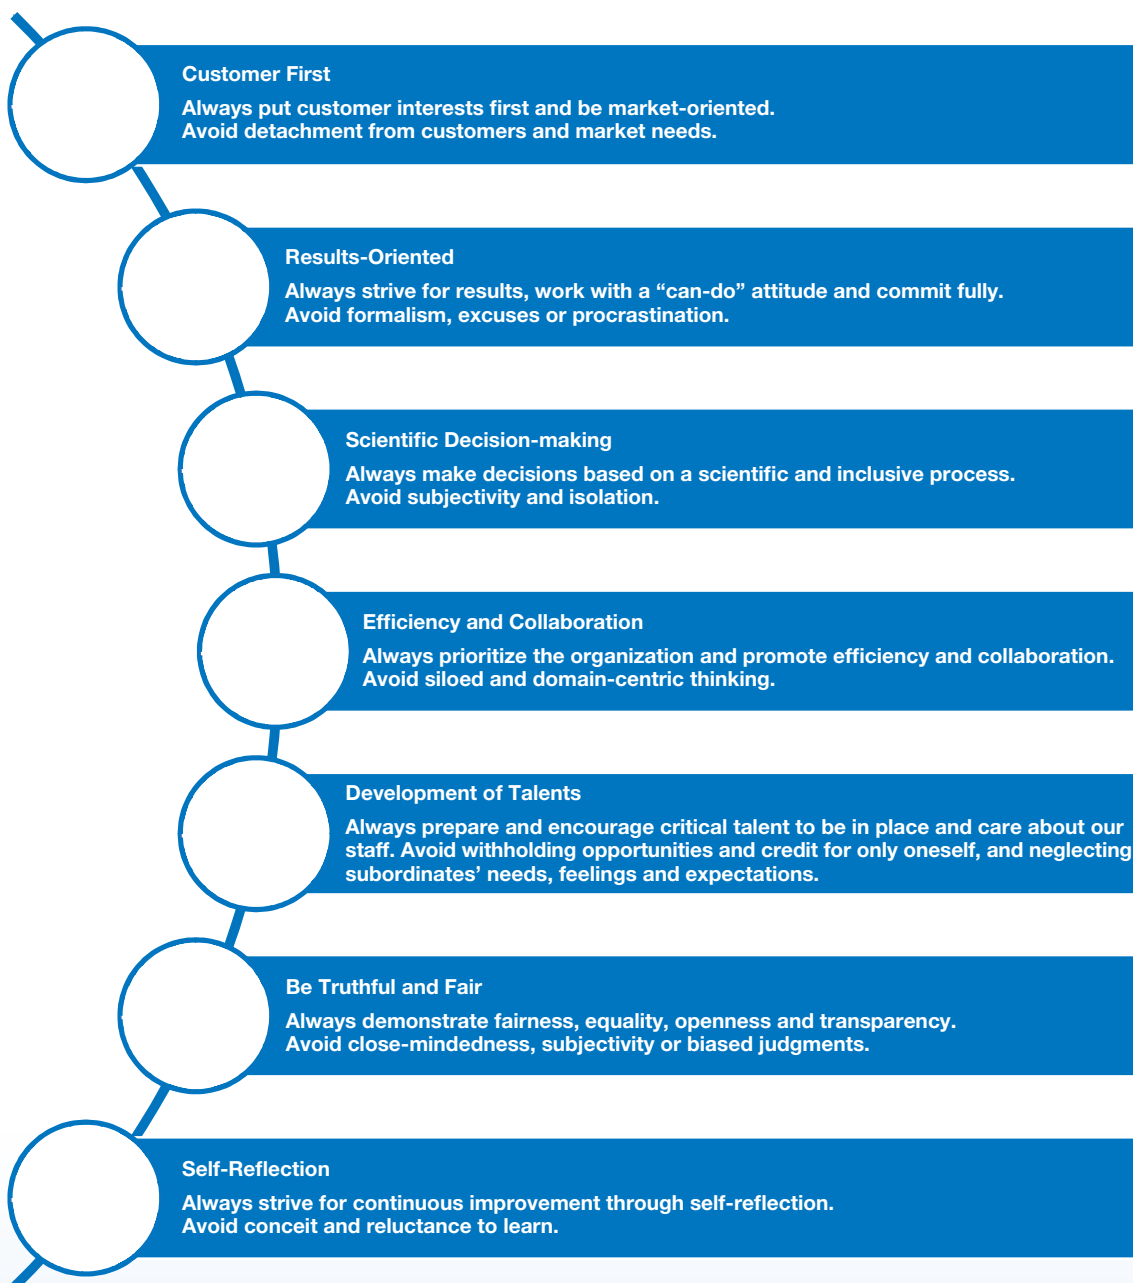 Customer First
Always put customer interests first and be market-oriented.
Avoid detachment from customers and market needs.
Results-Oriented
Always strive for results, work with a “can-do” attitude and commit fully.
Avoid formalism, excuses or procrastination.
Scientific Decision-making
Always make decisions based on a scientific and inclusive process.
Avoid subjectivity and isolation.
Efficiency and Collaboration
Always prioritize the organization and promote efficiency and collaboration.
Avoid siloed and domain-centric thinking.
Development of Talents
Always prepare and encourage critical talent to be in place and care about our
staff. Avoid withholding opportunities and credit for only oneself, and neglecting
subordinates’ needs, feelings and expectations.
Be Truthful and Fair
Always demonstrate fairness, equality, openness and transparency.
Avoid close-mindedness, subjectivity or biased judgments.
Self-Reflection
Always strive for continuous improvement through self-reflection.
Avoid conceit and reluctance to learn.